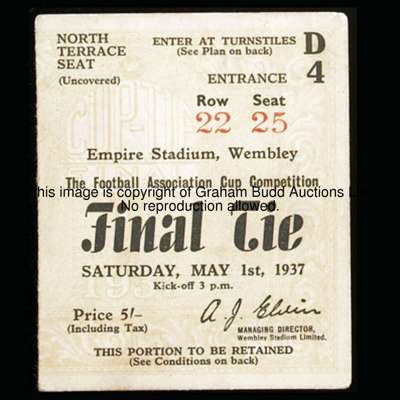 NORTH
TERRACE
SEAT
(Uncovered)
ENTER AT TURNSTILES
(See Plan on back)
D
4
ENTRANCE
Row Seat
22 25
Empire Stadium, Wembley
The Football Association Cup Competition
his image is copyright of Graham Budd Auctions L
No reproduction allowed.
Final Tie
SATURDAY, MAY 1st, 1937
Kick-off 3 p.m.
Price 5/-
(Including Tax)
A. J. Elvin
MANAGING DIRECTOR,
Wembley Stadium Limited.
THIS PORTION TO BE RETAINED
(See Conditions on back)